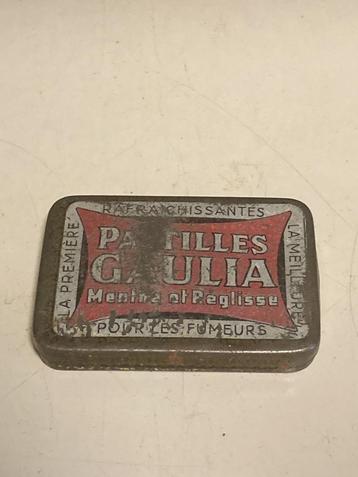 RAFRAICHISSANTES
LA PREMIÈRE
PASTILLES
GAULIA
Menthe et Réglisse
LA MEILLEURE
POUR LES FUMEURS